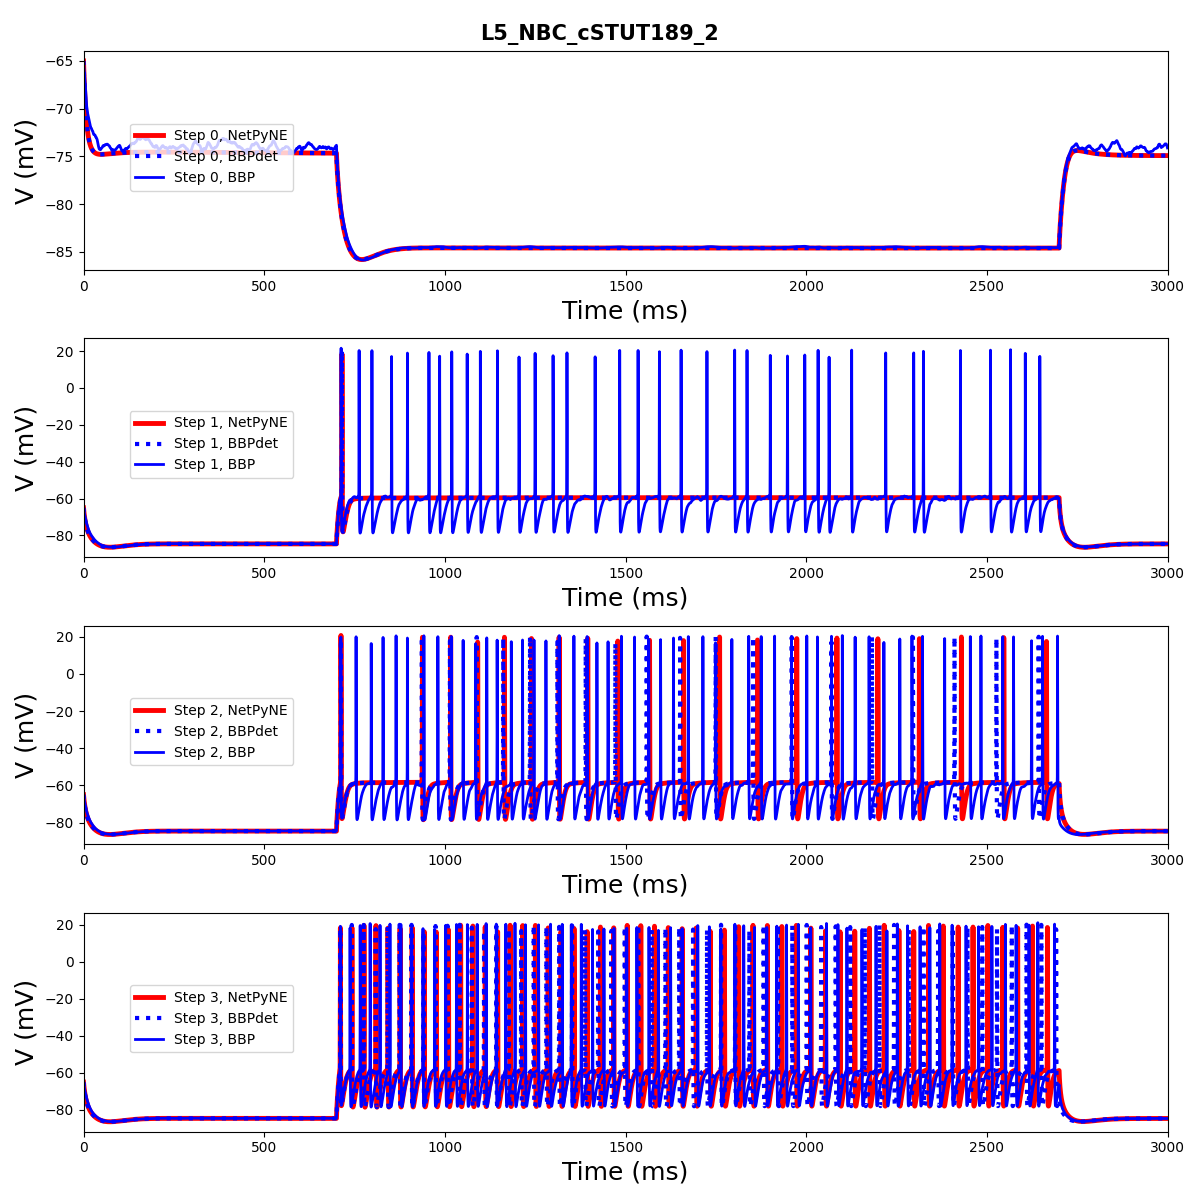 L5_NBC_cSTUT189_2
−65
−70
−75
−80
−85
V (mV)
Step 0, NetPyNE
Step 0, BBPdet
Step 0, BBP
0 500 1000 1500 2000 2500 3000
Time (ms)
20
0
−20
−40
−60
−80
V (mV)
Step 1, NetPyNE
Step 1, BBPdet
Step 1, BBP
0 500 1000 1500 2000 2500 3000
Time (ms)
20
0
−20
−40
−60
−80
V (mV)
Step 2, NetPyNE
Step 2, BBPdet
Step 2, BBP
0 500 1000 1500 2000 2500 3000
Time (ms)
20
0
−20
−40
−60
−80
V (mV)
Step 3, NetPyNE
Step 3, BBPdet
Step 3, BBP
0 500 1000 1500 2000 2500 3000
Time (ms)